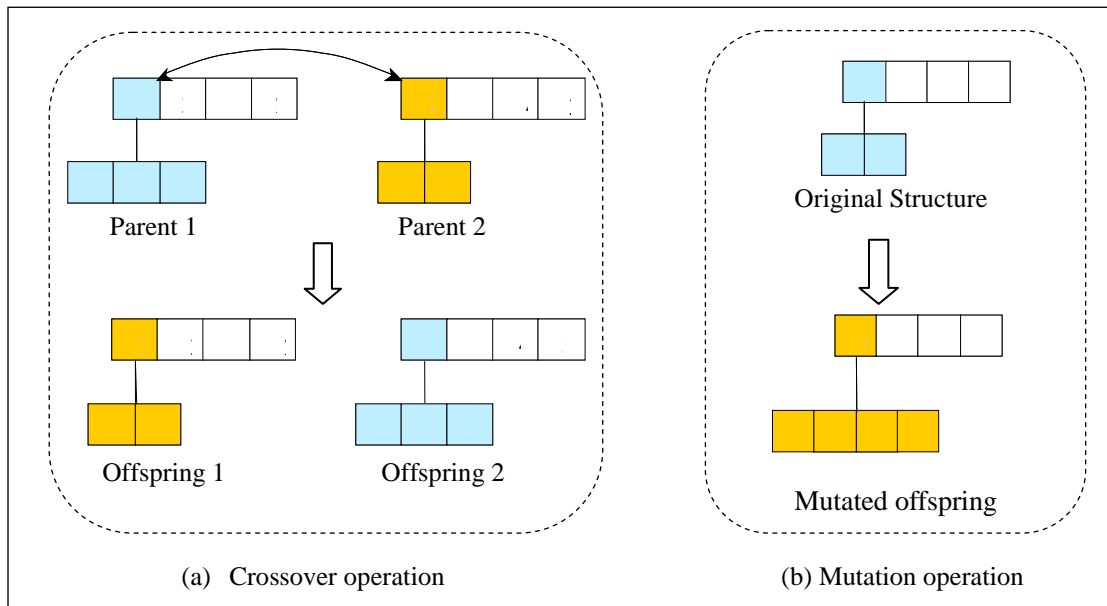 Parent 1
Parent 2
Offspring 1
Offspring 2
(a) Crossover operation
Original Structure
Mutated offspring
(b) Mutation operation